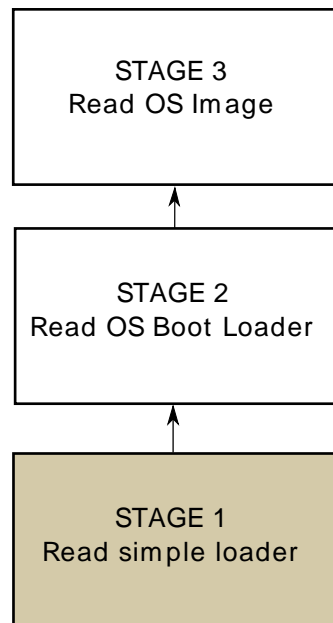 STAGE 3
Read OS Image
STAGE 2
Read OS Boot Loader
STAGE 1
Read simple loader